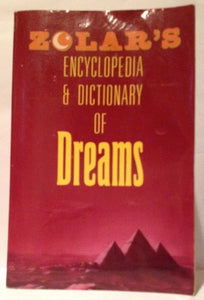 ZOLAR'S
ENCYCLOPEDIA
& DICTIONARY
OF
Dreams